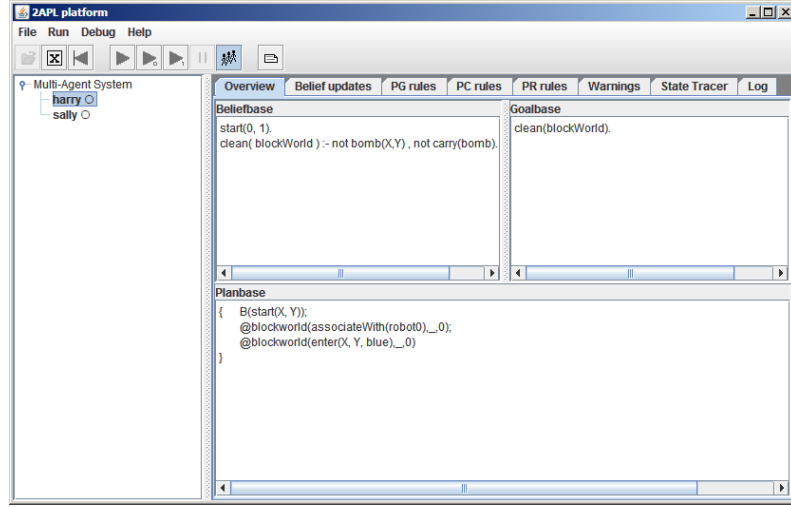 2APL platform
File Run Debug Help
Multi-Agent System
harry
sally
Overview Belief updates PG rules PC rules PR rules Warnings State Tracer Log
Beliefbase
start(0, 1).
clean( blockWorld ) :- not bomb(X,Y) , not carry(bomb).
Goalbase
clean(blockWorld).
Planbase
{ B(start(X, Y));
@blockworld(associateWith(robot0),_,0);
@blockworld(enter(X, Y, blue),_,0)
}